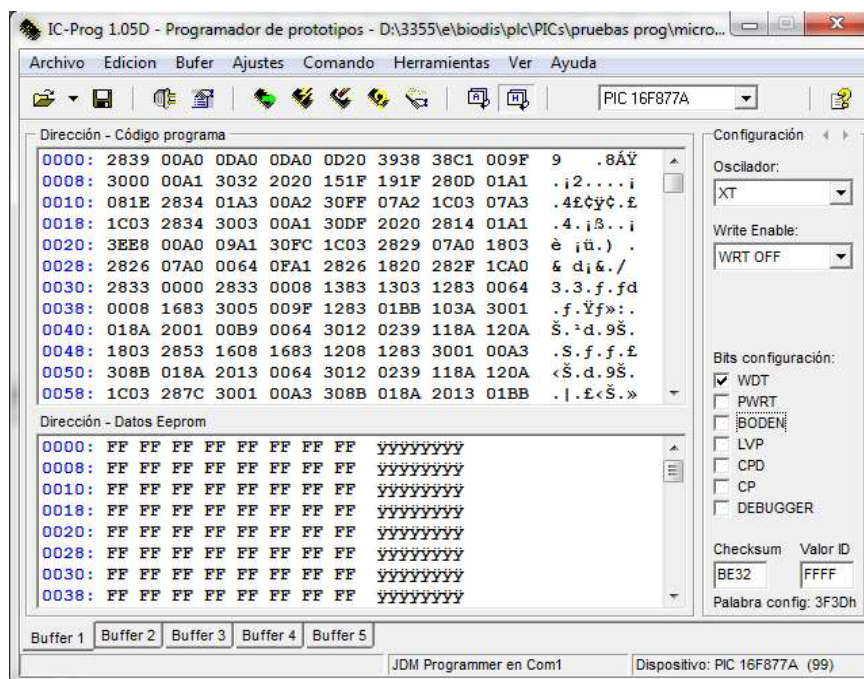 IC-Prog 1.05D - Programador de prototipos - D:\3355\e\biodis\plc\PICs\pruebas prog\micro...
Archivo Edicion Bufer Ajustes Comando Herramientas Ver Ayuda
PIC 16F877A
Dirección - Código programa
0000: 2839 00A0 0DA0 0DA0 0D20 3938 38C1 009F 9 .8ÁŸ
0008: 3000 00A1 3032 2020 151F 191F 280D 01A1 .¡2....¡
0010: 081E 2834 01A3 00A2 30FF 07A2 1C03 07A3 .4£¢ÿ¢.£
0018: 1C03 2834 3003 00A1 30DF 2020 2814 01A1 .4.¡ß..¡
0020: 3EE8 00A0 09A1 30FC 1C03 2829 07A0 1803 è ¡ü.) .
0028: 2826 07A0 0064 0FA1 2826 1820 282F 1CA0 & d¡&./
0030: 2833 0000 2833 0008 1383 1303 1283 0064 3.3.ƒ.ƒd
0038: 0008 1683 3005 009F 1283 01BB 103A 3001 .ƒ.Ÿƒ»:.
0040: 018A 2001 00B9 0064 3012 0239 118A 120A Š.¹d.9Š.
0048: 1803 2853 1608 1683 1208 1283 3001 00A3 .S.ƒ.ƒ.£
0050: 308B 018A 2013 0064 3012 0239 118A 120A ‹Š.d.9Š.
0058: 1C03 287C 3001 00A3 308B 018A 2013 01BB .|.£‹Š.»
Dirección - Datos Eeprom
0000: FF FF FF FF FF FF FF FF ÿÿÿÿÿÿÿÿ
0008: FF FF FF FF FF FF FF FF ÿÿÿÿÿÿÿÿ
0010: FF FF FF FF FF FF FF FF ÿÿÿÿÿÿÿÿ
0018: FF FF FF FF FF FF FF FF ÿÿÿÿÿÿÿÿ
0020: FF FF FF FF FF FF FF FF ÿÿÿÿÿÿÿÿ
0028: FF FF FF FF FF FF FF FF ÿÿÿÿÿÿÿÿ
0030: FF FF FF FF FF FF FF FF ÿÿÿÿÿÿÿÿ
0038: FF FF FF FF FF FF FF FF ÿÿÿÿÿÿÿÿ
Configuración
Oscilador:
XT
Write Enable:
WRT OFF
Bits configuración:
WDT
PWRT
BODEN
LVP
CPD
CP
DEBUGGER
Checksum Valor ID
BE32 FFFF
Palabra config: 3F3Dh
Buffer 1 Buffer 2 Buffer 3 Buffer 4 Buffer 5
JDM Programmer en Com1 Dispositivo: PIC 16F877A (99)